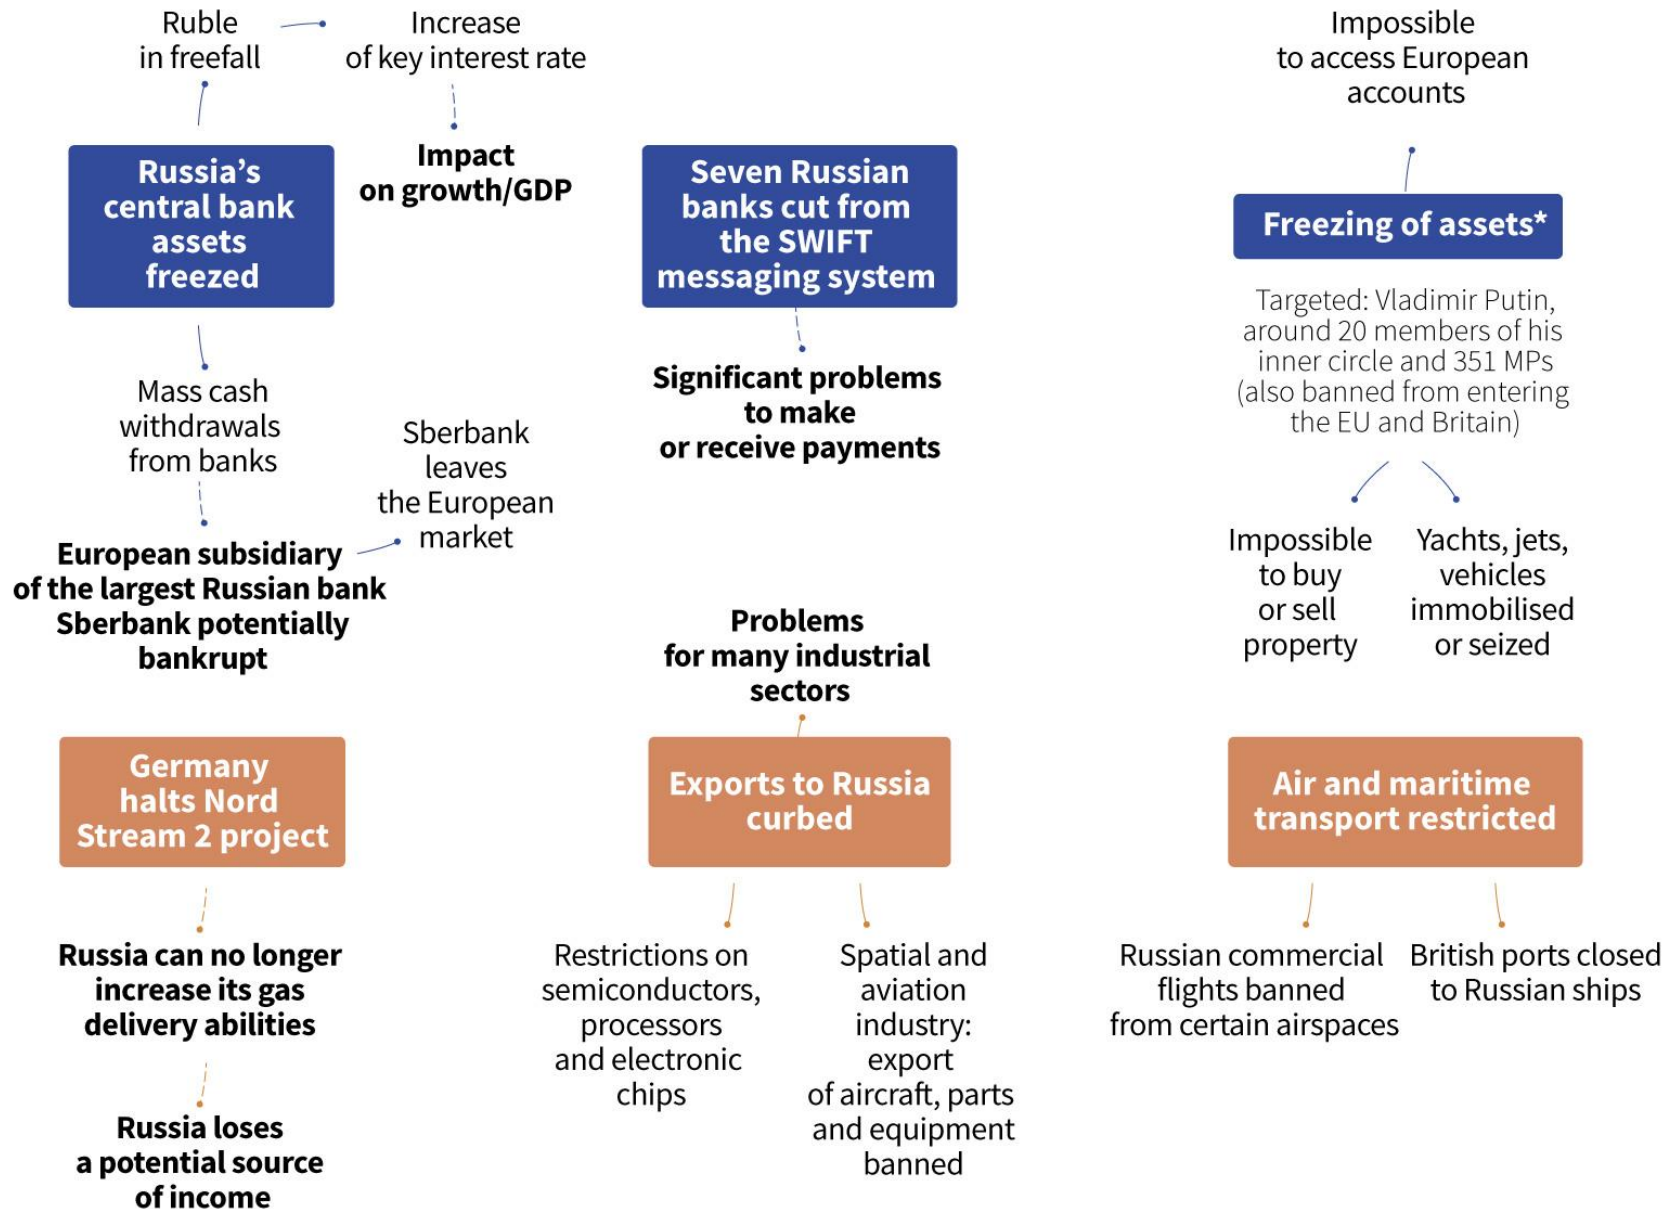 Ruble
in freefall
Increase
of key interest rate
Impact
on growth/GDP
Russia’s
central bank
assets
freezed
Mass cash
withdrawals
from banks
European subsidiary
of the largest Russian bank
Sberbank potentially
bankrupt
Sberbank
leaves
the European
market
Seven Russian
banks cut from
the SWIFT
messaging system
Significant problems
to make
or receive payments
Impossible
to access European
accounts
Freezing of assets*
Targeted: Vladimir Putin,
around 20 members of his
inner circle and 351 MPs
(also banned from entering
the EU and Britain)
Impossible
to buy
or sell
property
Yachts, jets,
vehicles
immobilised
or seized
Germany
halts Nord
Stream 2 project
Russia can no longer
increase its gas
delivery abilities
Russia loses
a potential source
of income
Problems
for many industrial
sectors
Exports to Russia
curbed
Restrictions on
semiconductors,
processors
and electronic
chips
Spatial and
aviation
industry:
export
of aircraft, parts
and equipment
banned
Air and maritime
transport restricted
Russian commercial
flights banned
from certain airspaces
British ports closed
to Russian ships